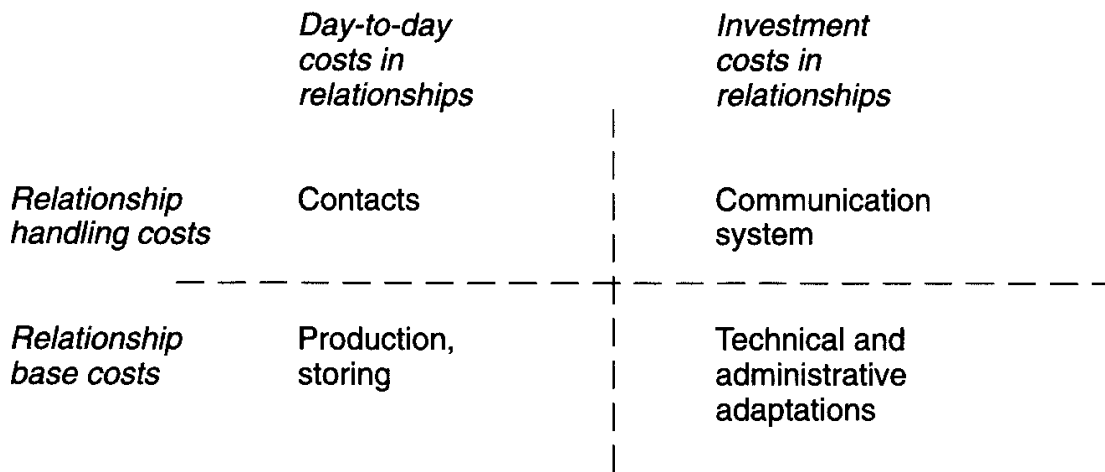 Day-to-day
costs in
relationships
Investment
costs in
relationships
Relationship
handling costs
Contacts
Communication
system
Relationship
base costs
Production,
storing
Technical and
administrative
adaptations